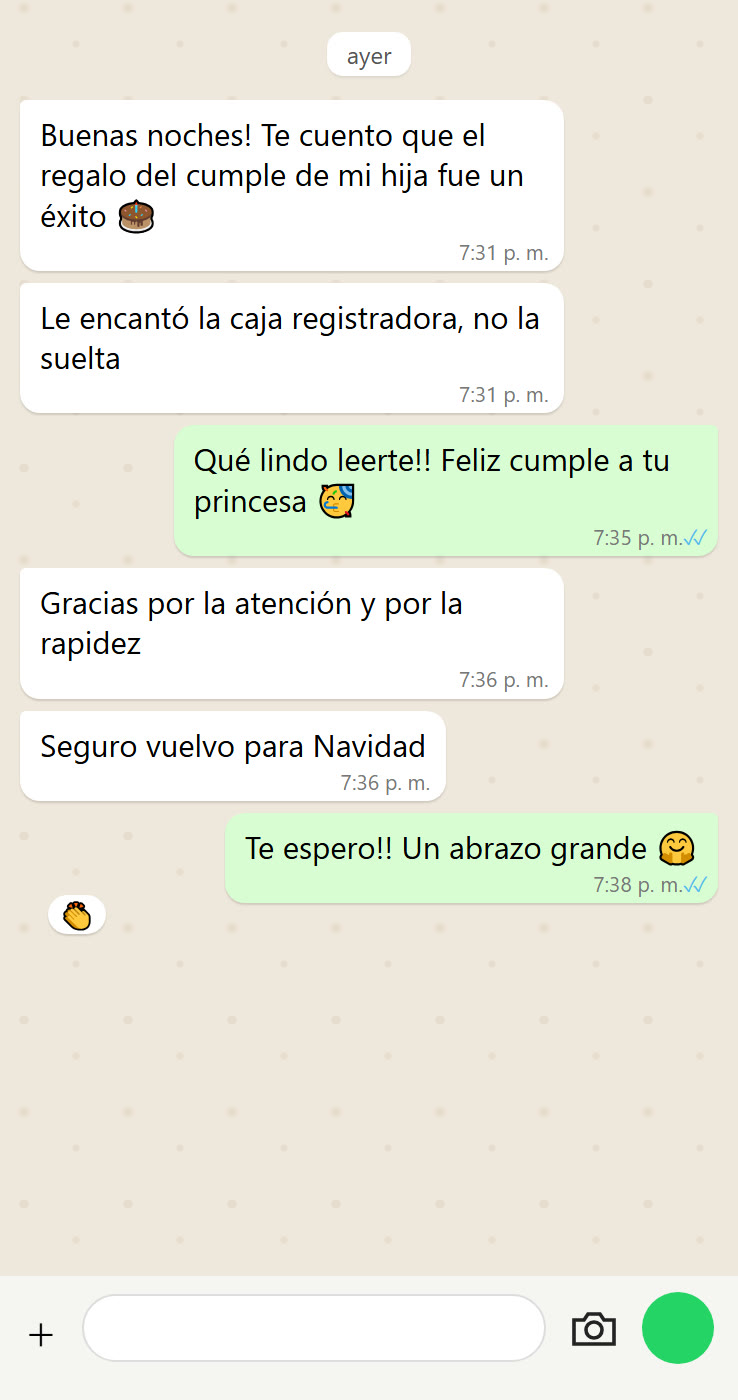 ayer
Buenas noches! Te cuento que el
regalo del cumple de mi hija fue un
éxito 🎂
7:31 p. m.
Le encantó la caja registradora, no la
suelta
7:31 p. m.
Qué lindo leerte!! Feliz cumple a tu
princesa 🥳
7:35 p. m.
Gracias por la atención y por la
rapidez
7:36 p. m.
Seguro vuelvo para Navidad
7:36 p. m.
Te espero!! Un abrazo grande 🤗
7:38 p. m.
👏